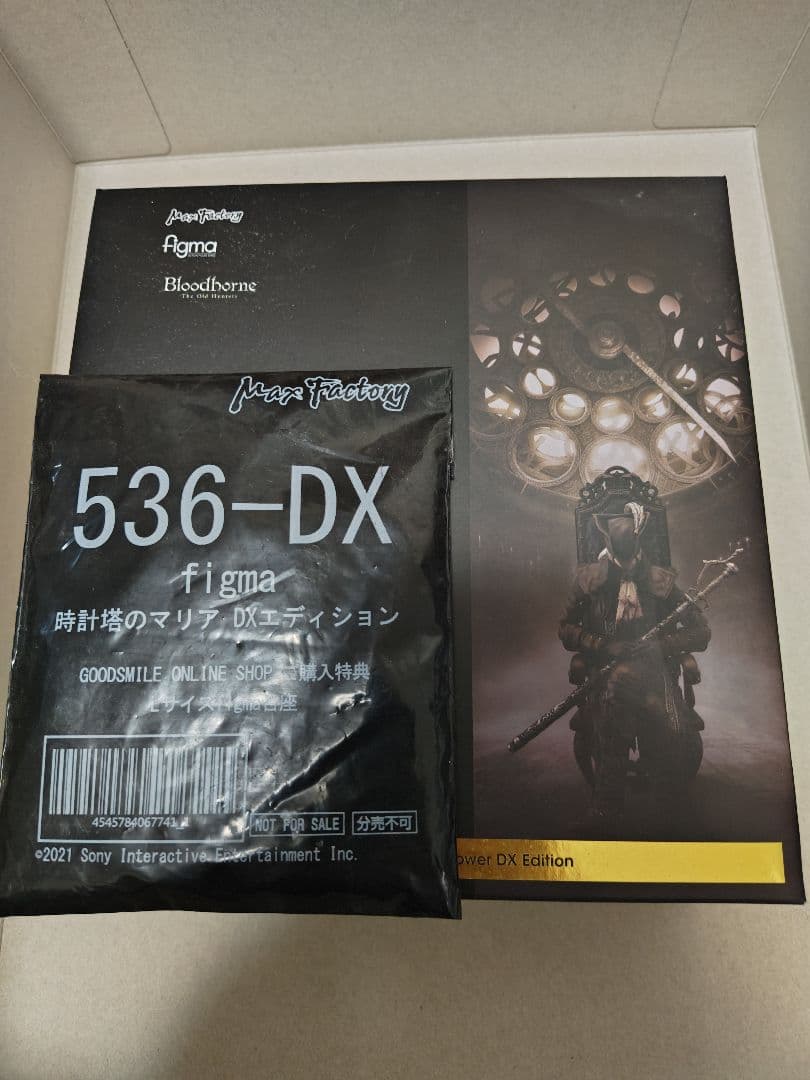 Max Factory
figma
Bloodborne
The Old Hunters
Max Factory
536-DX
figma
時計塔のマリア DXエディション
GOODSMILE ONLINE SHOP ご購入特典
Lサイズfigma台座
4545784067741_1
NOT FOR SALE
分売不可
©2021 Sony Interactive Entertainment Inc.
ower DX Edition